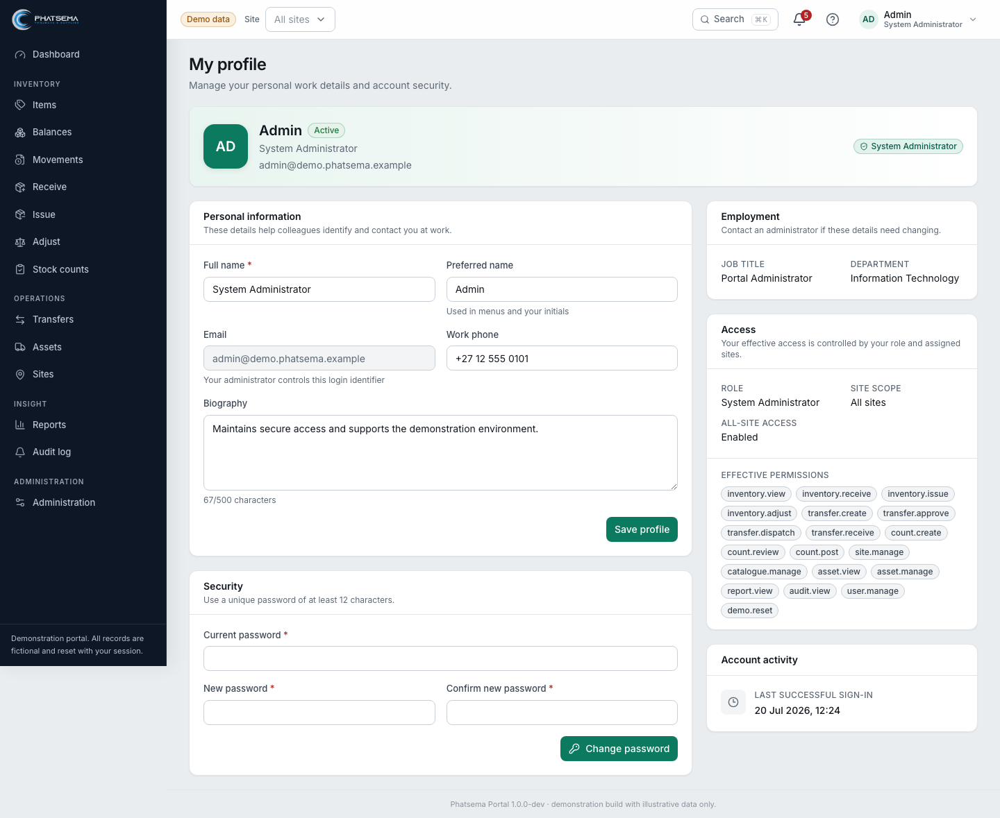 PHATSEMA
Dashboard
INVENTORY
Items
Balances
Movements
Receive
Issue
Adjust
Stock counts
OPERATIONS
Transfers
Assets
Sites
INSIGHT
Reports
Audit log
ADMINISTRATION
Administration
Demonstration portal. All records are
fictional and reset with your session.
Demo data
Site
All sites
Search ⌘K
5
AD
Admin
System Administrator
My profile
Manage your personal work details and account security.
AD
Admin Active
System Administrator
admin@demo.phatsema.example
System Administrator
Personal information
These details help colleagues identify and contact you at work.
Full name *
System Administrator
Preferred name
Admin
Used in menus and your initials
Email
admin@demo.phatsema.example
Your administrator controls this login identifier
Work phone
+27 12 555 0101
Biography
Maintains secure access and supports the demonstration environment.
67/500 characters
Save profile
Security
Use a unique password of at least 12 characters.
Current password *
New password *
Confirm new password *
Change password
Employment
Contact an administrator if these details need changing.
JOB TITLE
Portal Administrator
DEPARTMENT
Information Technology
Access
Your effective access is controlled by your role and assigned
sites.
ROLE
System Administrator
SITE SCOPE
All sites
ALL-SITE ACCESS
Enabled
EFFECTIVE PERMISSIONS
inventory.view inventory.receive inventory.issue
inventory.adjust transfer.create transfer.approve
transfer.dispatch transfer.receive count.create
count.review count.post site.manage
catalogue.manage asset.view asset.manage
report.view audit.view user.manage
demo.reset
Account activity
LAST SUCCESSFUL SIGN-IN
20 Jul 2026, 12:24
Phatsema Portal 1.0.0-dev · demonstration build with illustrative data only.